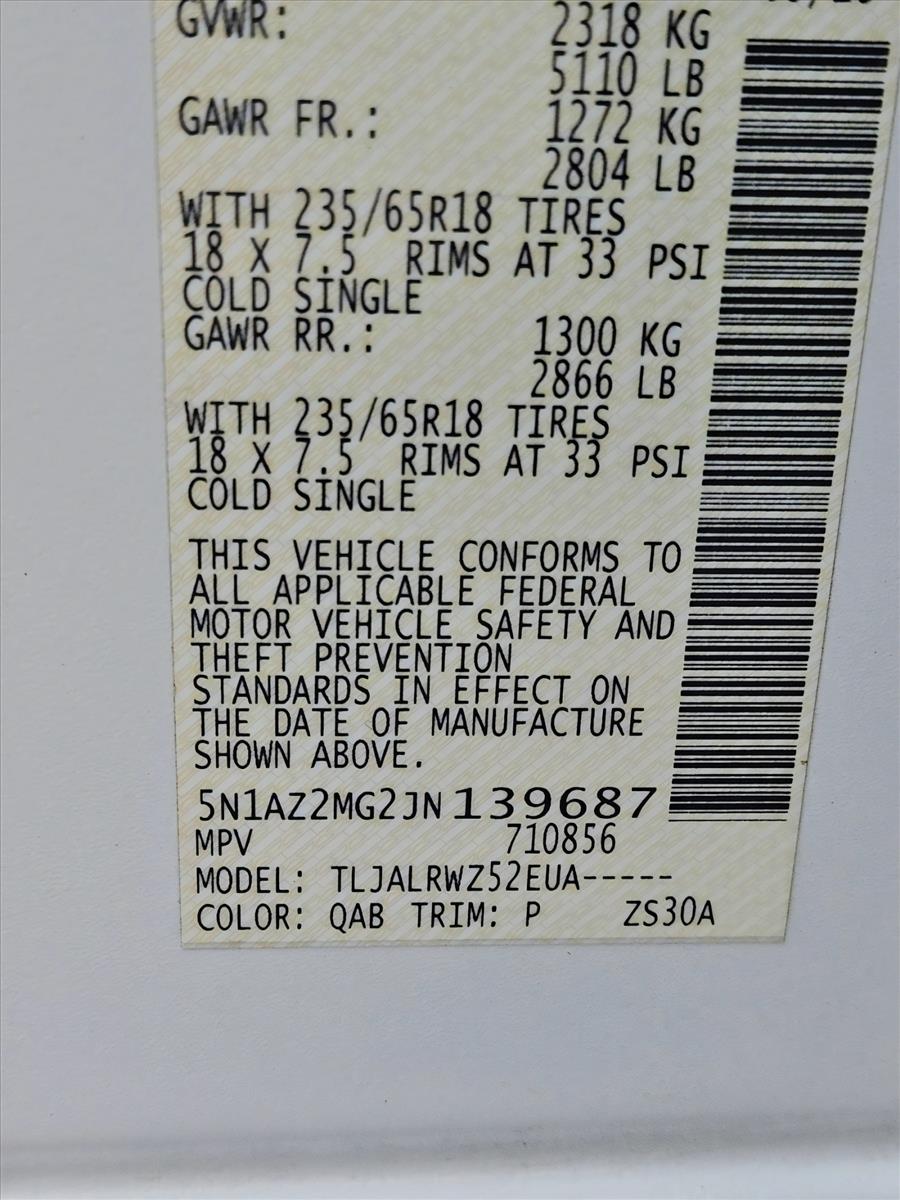 GVWR: 2318 KG
5110 LB
GAWR FR.: 1272 KG
2804 LB
WITH 235/65R18 TIRES
18 X 7.5 RIMS AT 33 PSI
COLD SINGLE
GAWR RR.: 1300 KG
2866 LB
WITH 235/65R18 TIRES
18 X 7.5 RIMS AT 33 PSI
COLD SINGLE
THIS VEHICLE CONFORMS TO
ALL APPLICABLE FEDERAL
MOTOR VEHICLE SAFETY AND
THEFT PREVENTION
STANDARDS IN EFFECT ON
THE DATE OF MANUFACTURE
SHOWN ABOVE.
5N1AZ2MG2JN139687
MPV 710856
MODEL: TLJALRWZ52EUA-----
COLOR: QAB TRIM: P ZS30A